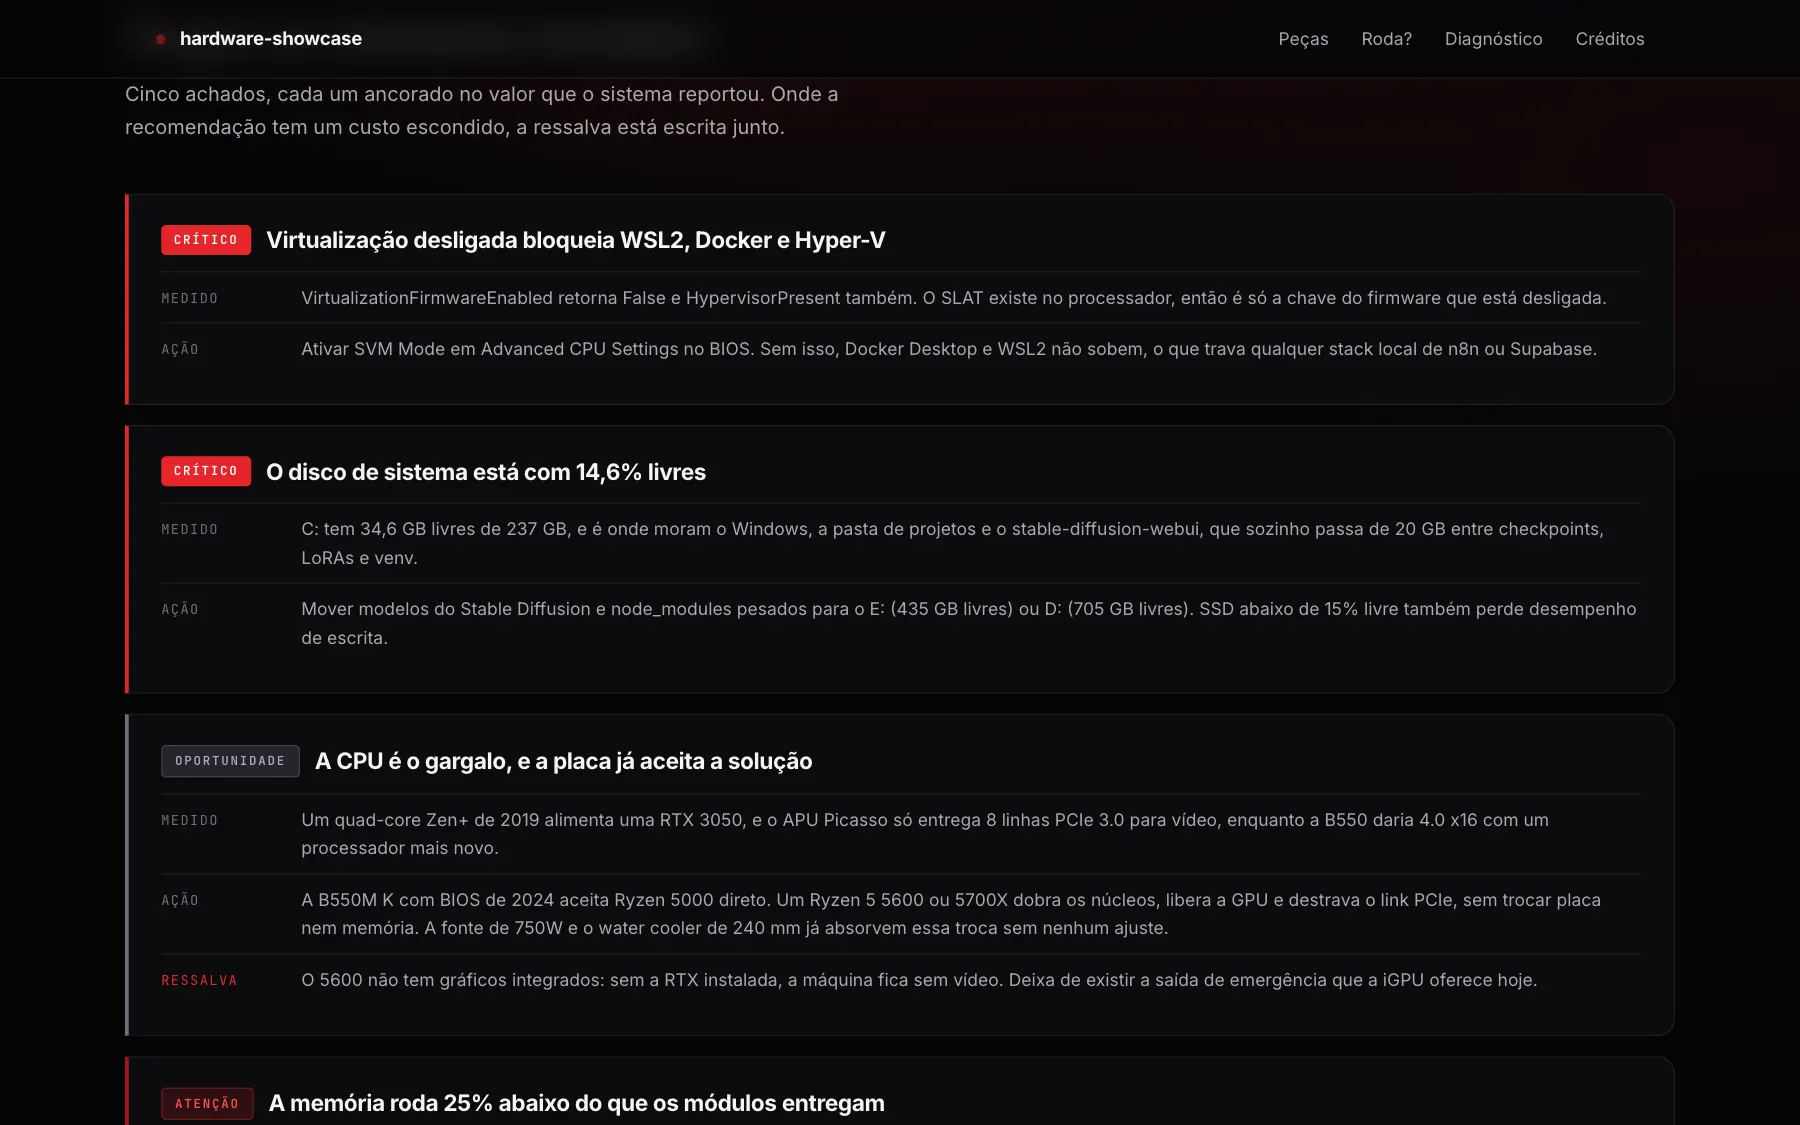 hardware-showcase
Peças
Roda?
Diagnóstico
Créditos
Cinco achados, cada um ancorado no valor que o sistema reportou. Onde a
recomendação tem um custo escondido, a ressalva está escrita junto.
CRÍTICO
Virtualização desligada bloqueia WSL2, Docker e Hyper-V
MEDIDO
VirtualizationFirmwareEnabled retorna False e HypervisorPresent também. O SLAT existe no processador, então é só a chave do firmware que está desligada.
AÇÃO
Ativar SVM Mode em Advanced CPU Settings no BIOS. Sem isso, Docker Desktop e WSL2 não sobem, o que trava qualquer stack local de n8n ou Supabase.
CRÍTICO
O disco de sistema está com 14,6% livres
MEDIDO
C: tem 34,6 GB livres de 237 GB, e é onde moram o Windows, a pasta de projetos e o stable-diffusion-webui, que sozinho passa de 20 GB entre checkpoints,
LoRAs e venv.
AÇÃO
Mover modelos do Stable Diffusion e node_modules pesados para o E: (435 GB livres) ou D: (705 GB livres). SSD abaixo de 15% livre também perde desempenho
de escrita.
OPORTUNIDADE
A CPU é o gargalo, e a placa já aceita a solução
MEDIDO
Um quad-core Zen+ de 2019 alimenta uma RTX 3050, e o APU Picasso só entrega 8 linhas PCIe 3.0 para vídeo, enquanto a B550 daria 4.0 x16 com um
processador mais novo.
AÇÃO
A B550M K com BIOS de 2024 aceita Ryzen 5000 direto. Um Ryzen 5 5600 ou 5700X dobra os núcleos, libera a GPU e destrava o link PCIe, sem trocar placa
nem memória. A fonte de 750W e o water cooler de 240 mm já absorvem essa troca sem nenhum ajuste.
RESSALVA
O 5600 não tem gráficos integrados: sem a RTX instalada, a máquina fica sem vídeo. Deixa de existir a saída de emergência que a iGPU oferece hoje.
ATENÇÃO
A memória roda 25% abaixo do que os módulos entregam